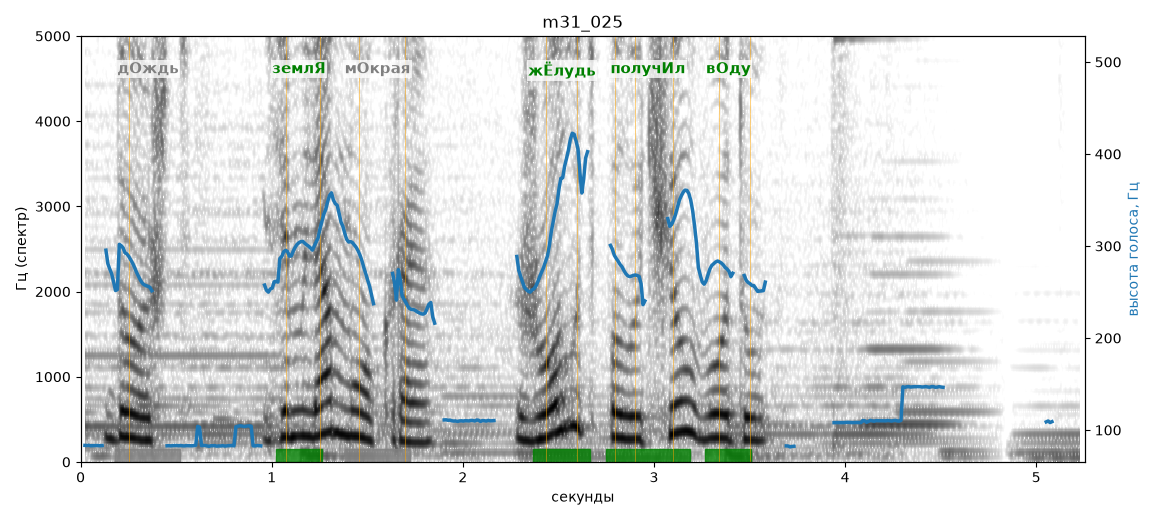 m31_025
дОждь землЯ мОкрая жЁлудь получИл вОду
5000
4000
3000
2000
1000
0
Гц (спектр)
500
400
300
200
100
высота голоса, Гц
0 1 2 3 4 5
секунды